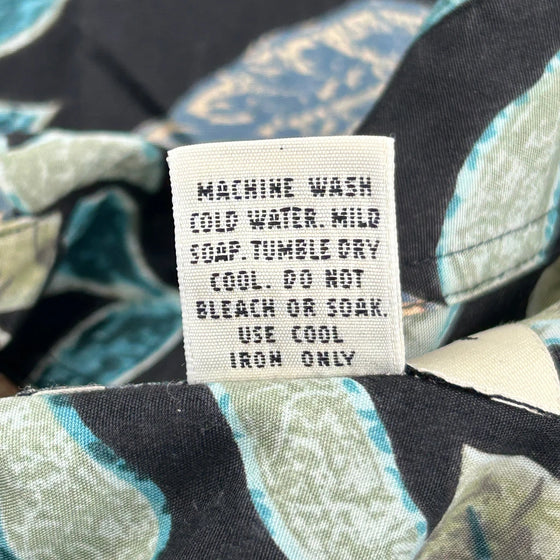 MACHINE WASH
COLD WATER. MILD
SOAP. TUMBLE DRY
COOL. DO NOT
BLEACH OR SOAK.
USE COOL
IRON ONLY